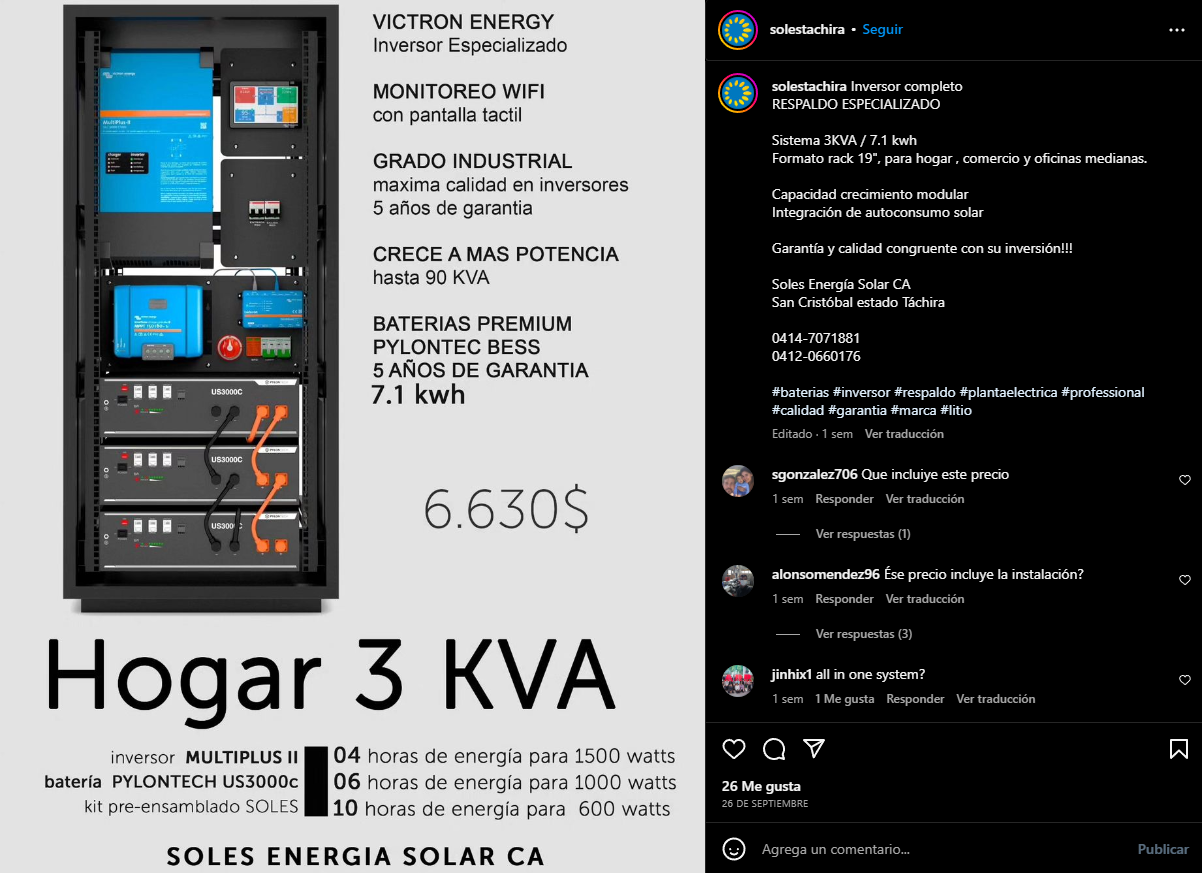 VICTRON ENERGY
Inversor Especializado
MONITOREO WIFI
con pantalla tactil
GRADO INDUSTRIAL
maxima calidad en inversores
5 años de garantia
CRECE A MAS POTENCIA
hasta 90 KVA
BATERIAS PREMIUM
PYLONTEC BESS
5 AÑOS DE GARANTIA
7.1 kwh
6.630$
MultiPlus-II
US3000C
US3000C
US3000C
Hogar 3 KVA
inversor MULTIPLUS II
batería PYLONTECH US3000c
kit pre-ensamblado SOLES
04 horas de energía para 1500 watts
06 horas de energía para 1000 watts
10 horas de energía para 600 watts
SOLES ENERGIA SOLAR CA
solestachira • Seguir
solestachira Inversor completo
RESPALDO ESPECIALIZADO
Sistema 3KVA / 7.1 kwh
Formato rack 19", para hogar , comercio y oficinas medianas.
Capacidad crecimiento modular
Integración de autoconsumo solar
Garantía y calidad congruente con su inversión!!!
Soles Energía Solar CA
San Cristóbal estado Táchira
0414-7071881
0412-0660176
#baterias #inversor #respaldo #plantaelectrica #professional
#calidad #garantia #marca #litio
Editado · 1 sem Ver traducción
sgonzalez706 Que incluiye este precio
1 sem Responder Ver traducción
Ver respuestas (1)
alonsomendez96 Ése precio incluye la instalación?
1 sem Responder Ver traducción
Ver respuestas (3)
jinhix1 all in one system?
1 sem 1 Me gusta Responder Ver traducción
26 Me gusta
26 DE SEPTIEMBRE
Agrega un comentario...
Publicar